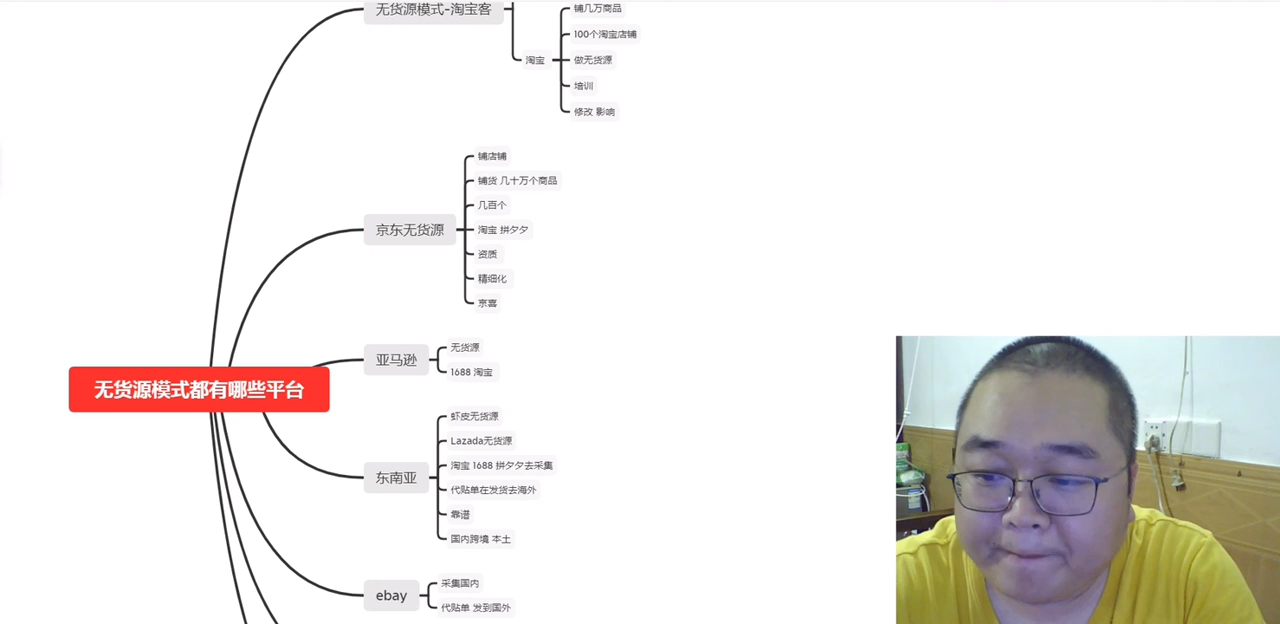 无货源模式-淘宝客
铺几万商品
100个淘宝店铺
淘宝
做无货源
培训
修改 影响
铺店铺
铺货 几十万个商品
几百个
京东无货源
淘宝 拼夕夕
资质
精细化
京喜
无货源
亚马逊
1688 淘宝
无货源模式都有哪些平台
虾皮无货源
Lazada无货源
淘宝 1688 拼夕夕去采集
东南亚
代贴单在发货去海外
靠谱
国内跨境 本土
采集国内
ebay
代贴单 发到国外